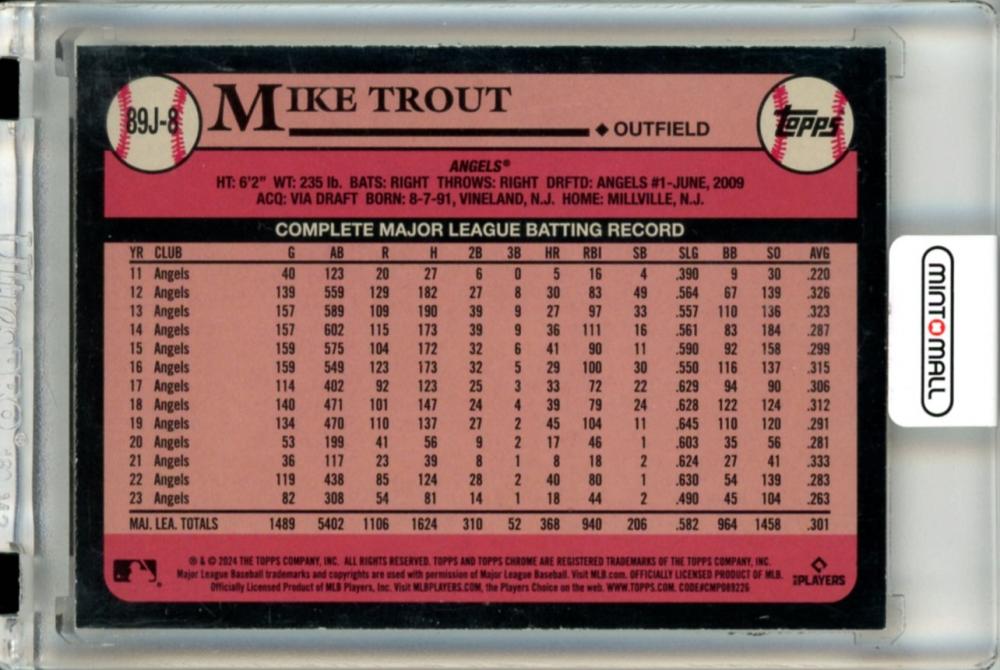 89J-8
MIKE TROUT
◆ OUTFIELD
topps
ANGELS®
HT: 6'2" WT: 235 lb. BATS: RIGHT THROWS: RIGHT DRFTD: ANGELS #1-JUNE, 2009
ACQ: VIA DRAFT BORN: 8-7-91, VINELAND, N.J. HOME: MILLVILLE, N.J.
COMPLETE MAJOR LEAGUE BATTING RECORD
YR CLUB G AB R H 2B 3B HR RBI SB SLG BB SO AVG
11 Angels 40 123 20 27 6 0 5 16 4 .390 9 30 .220
12 Angels 139 559 129 182 27 8 30 83 49 .564 67 139 .326
13 Angels 157 589 109 190 39 9 27 97 33 .557 110 136 .323
14 Angels 157 602 115 173 39 9 36 111 16 .561 83 184 .287
15 Angels 159 575 104 172 32 6 41 90 11 .590 92 158 .299
16 Angels 159 549 123 173 32 5 29 100 30 .550 116 137 .315
17 Angels 114 402 92 123 25 3 33 72 22 .629 94 90 .306
18 Angels 140 471 101 147 24 4 39 79 24 .628 122 124 .312
19 Angels 134 470 110 137 27 2 45 104 11 .645 110 120 .291
20 Angels 53 199 41 56 9 2 17 46 1 .603 35 56 .281
21 Angels 36 117 23 39 8 1 8 18 2 .624 27 41 .333
22 Angels 119 438 85 124 28 2 40 80 1 .630 54 139 .283
23 Angels 82 308 54 81 14 1 18 44 2 .490 45 104 .263
MAJ. LEA. TOTALS 1489 5402 1106 1624 310 52 368 940 206 .582 964 1458 .301
® & © 2024 THE TOPPS COMPANY, INC. ALL RIGHTS RESERVED. TOPPS AND TOPPS CHROME ARE REGISTERED TRADEMARKS OF THE TOPPS COMPANY, INC.
Major League Baseball trademarks and copyrights are used with permission of Major League Baseball. Visit MLB.com. OFFICIALLY LICENSED PRODUCT OF MLB.
Officially Licensed Product of MLB Players, Inc. Visit MLBPLAYERS.COM, the Players Choice on the web. WWW.TOPPS.COM. CODE#CMP089226
PLAYERS
MINTOMALL